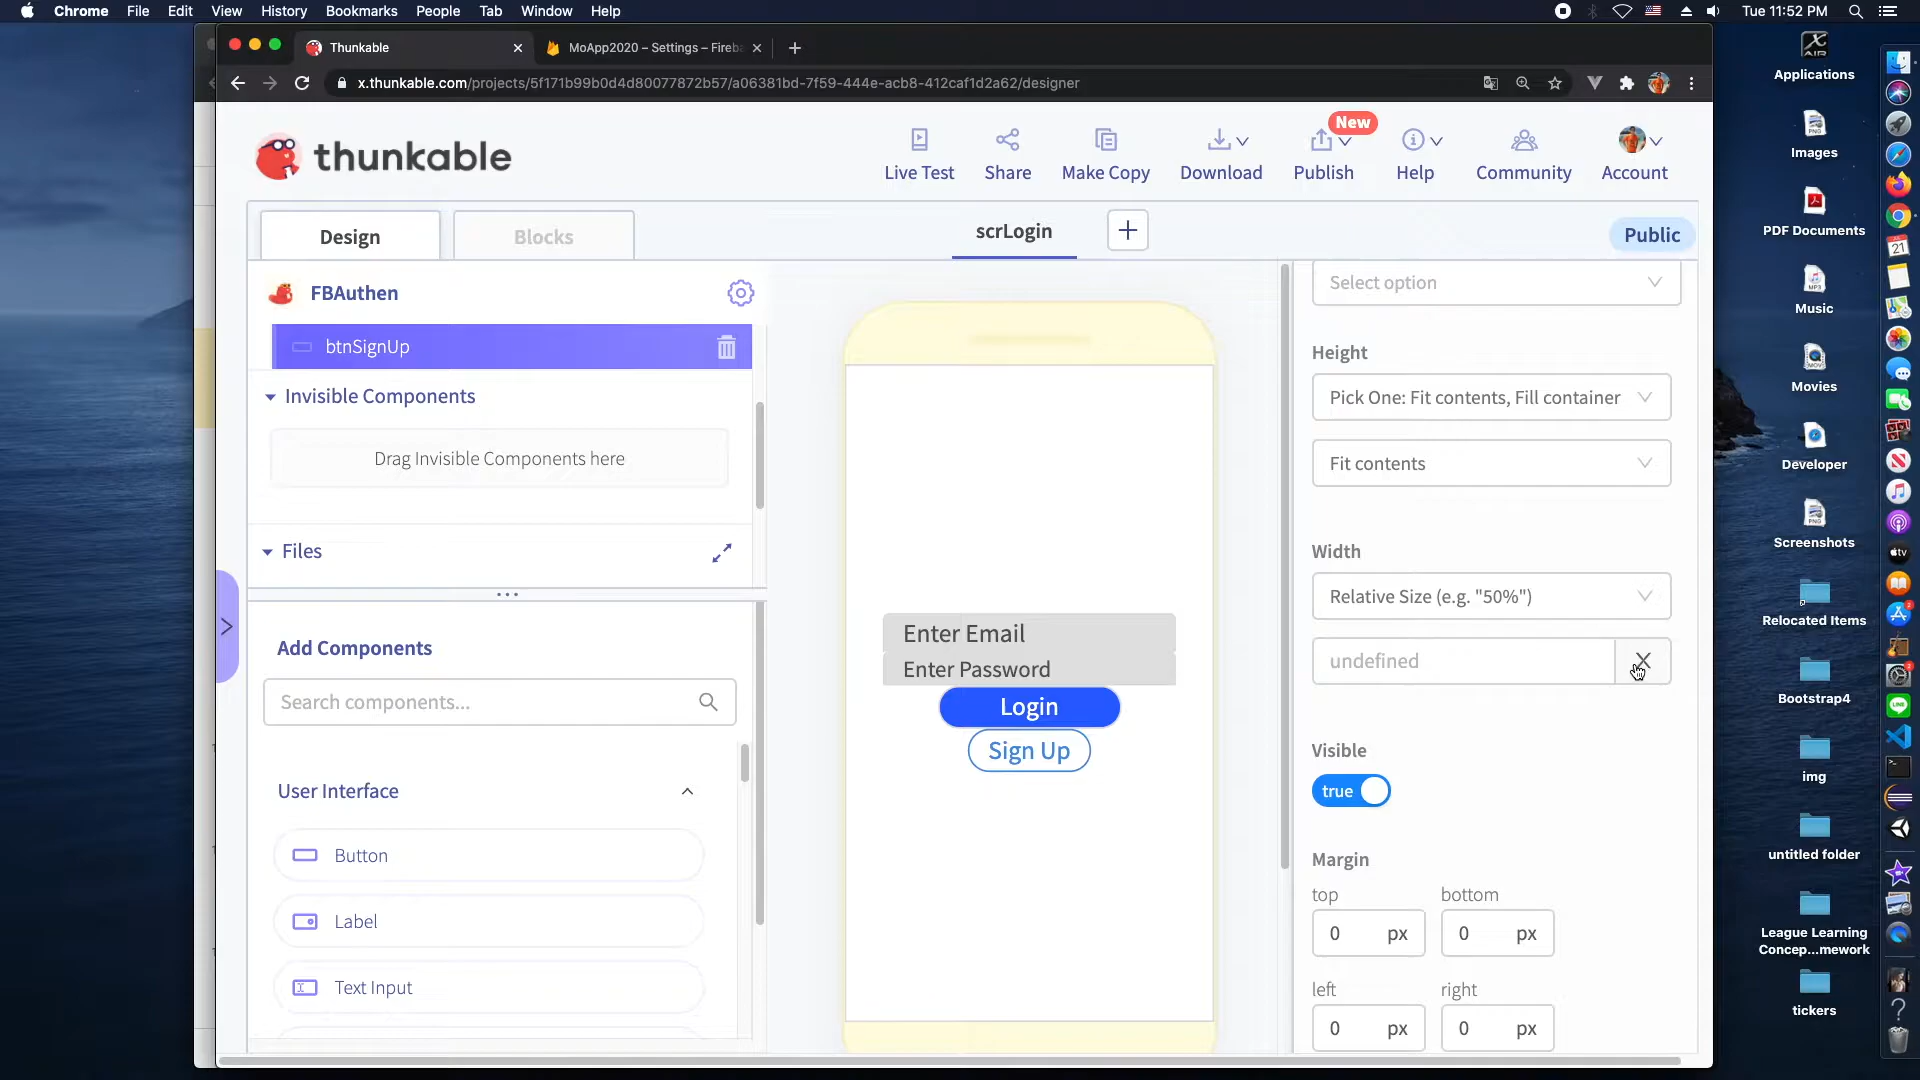 Chrome File Edit View History Bookmarks People Tab Window Help
Tue 11:52 PM
Thunkable
MoApp2020 – Settings – Fireb
x.thunkable.com/projects/5f171b99b0d4d80077872b57/a06381bd-7f59-444e-acb8-412caf1d2a62/designer
thunkable
New
Live Test Share Make Copy Download Publish Help Community Account
Design
Blocks
scrLogin
Public
FBAuthen
btnSignUp
Invisible Components
Drag Invisible Components here
Files
Add Components
Search components...
User Interface
Button
Label
Text Input
Enter Email
Enter Password
Login
Sign Up
Select option
Height
Pick One: Fit contents, Fill container
Fit contents
Width
Relative Size (e.g. "50%")
undefined
Visible
true
Margin
top bottom
0 px 0 px
left right
0 px 0 px
Applications
Images
PDF Documents
Music
Movies
Developer
Screenshots
Relocated Items
Bootstrap4
img
untitled folder
League Learning
Concep...mework
tickers